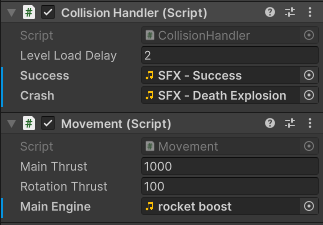 Collision Handler (Script)
Script CollisionHandler
Level Load Delay 2
Success SFX - Success
Crash SFX - Death Explosion
Movement (Script)
Script Movement
Main Thrust 1000
Rotation Thrust 100
Main Engine rocket boost